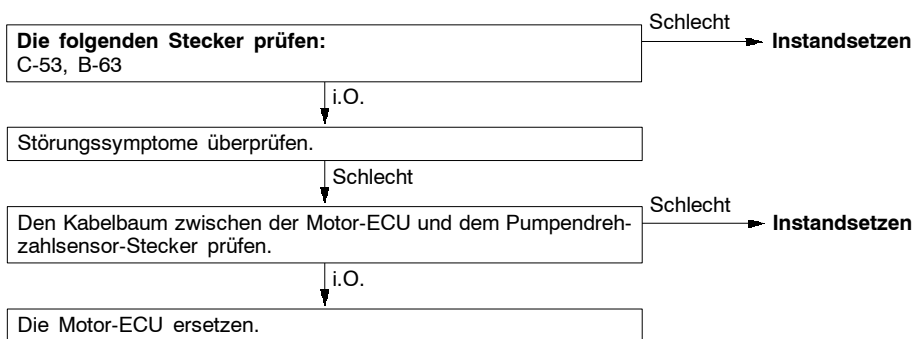 Schlecht
Die folgenden Stecker prüfen:
Instandsetzen
C-53, B-63
i.O.
Störungssymptome überprüfen.
Schlecht
Schlecht
Den Kabelbaum zwischen der Motor-ECU und dem Pumpendreh-
Instandsetzen
zahlsensor-Stecker prüfen.
i.O.
Die Motor-ECU ersetzen.